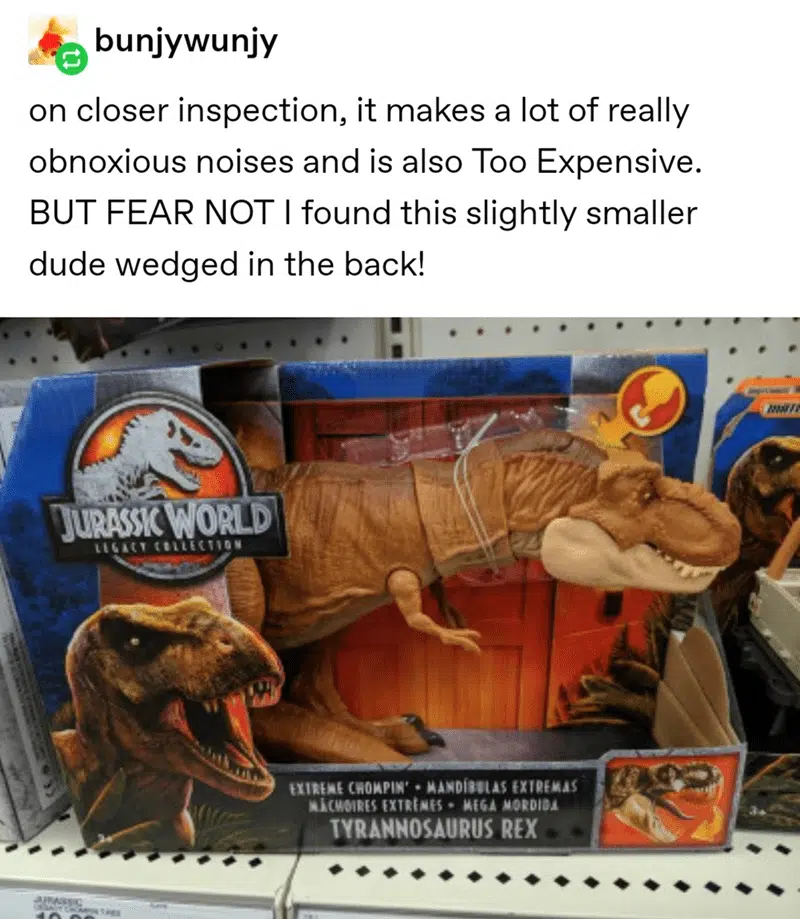 bunjywunjy
on closer inspection, it makes a lot of really
obnoxious noises and is also Too Expensive.
BUT FEAR NOT I found this slightly smaller
dude wedged in the back!
JURASSIC WORLD
LEGACY COLLECTION
EXTREME CHOMPIN' • MANDÍBULAS EXTREMAS
MÂCHOIRES EXTRÊMES • MEGA MORDIDA
TYRANNOSAURUS REX
JURASSIC